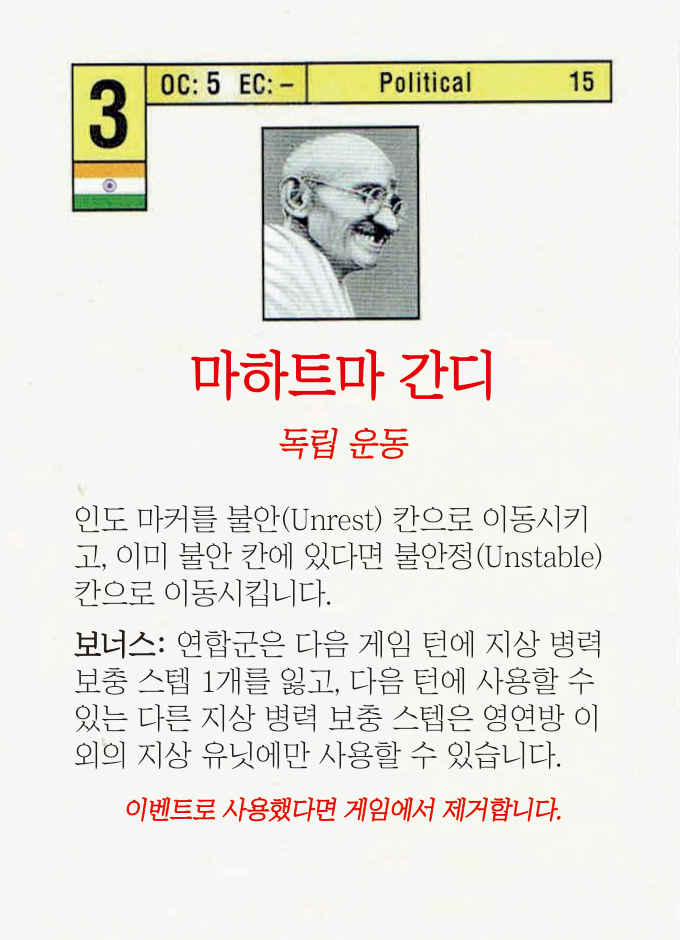 3
OC: 5 EC: – Political 15
마하트마 간디
독립 운동
인도 마커를 불안(Unrest) 칸으로 이동시키
고, 이미 불안 칸에 있다면 불안정(Unstable)
칸으로 이동시킵니다.
보너스: 연합군은 다음 게임 턴에 지상 병력
보충 스텝 1개를 잃고, 다음 턴에 사용할 수
있는 다른 지상 병력 보충 스텝은 영연방 이
외의 지상 유닛에만 사용할 수 있습니다.
이벤트로 사용했다면 게임에서 제거합니다.